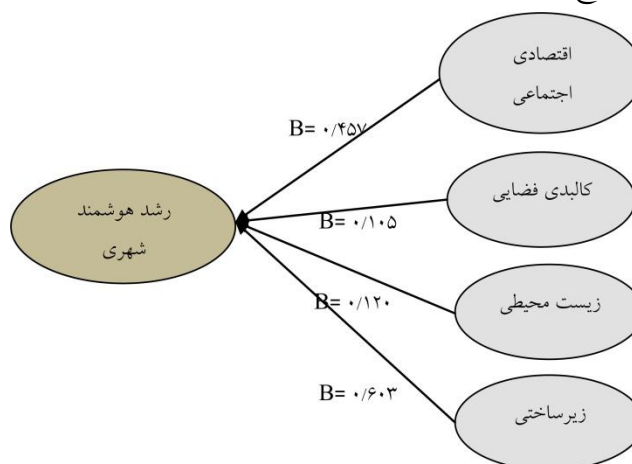 اقتصادی
اجتماعی
B= ۰/۴۵۷
کالبدی فضایی
رشد هوشمند
شهری
B= ۰/۱۰۵
زیست محیطی
B= ۰/۱۲۰
B= ۰/۶۰۳
زیرساختی